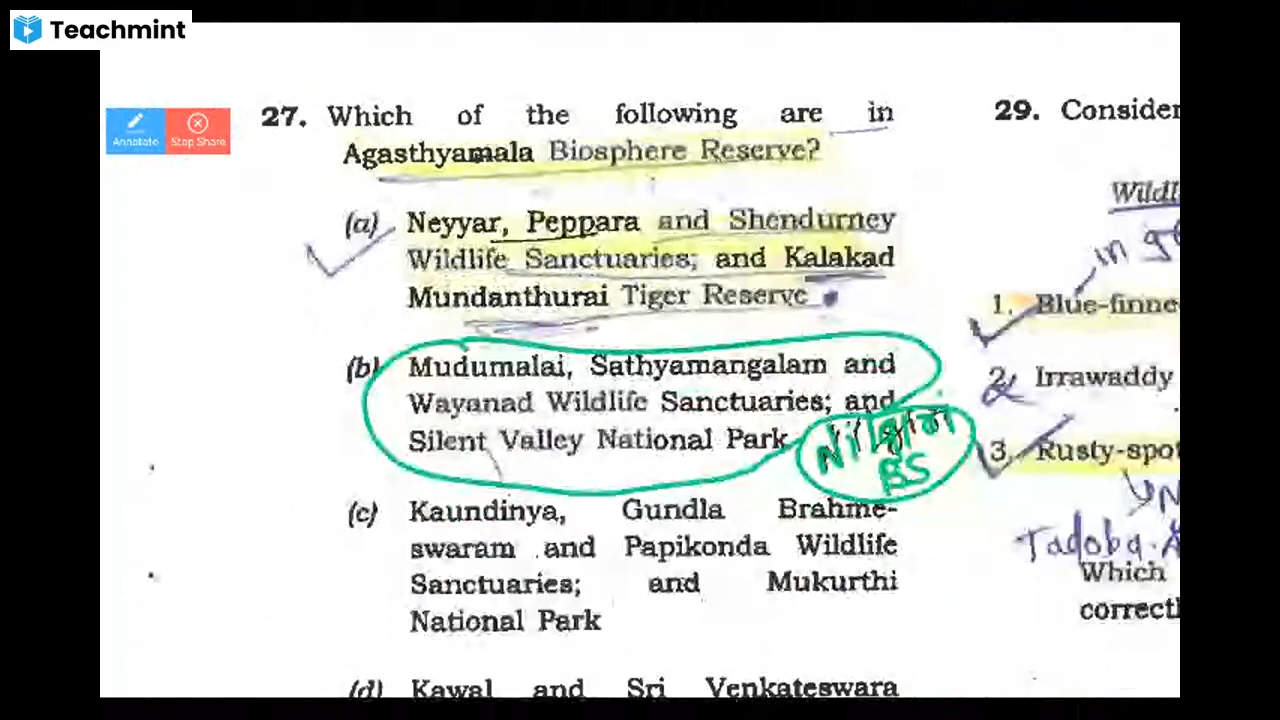 Teachmint
Annotate
Stop Share
27. Which of the following are in
Agasthyamala Biosphere Reserve?
(a) Neyyar, Peppara and Shendurney
Wildlife Sanctuaries; and Kalakad
Mundanthurai Tiger Reserve
(b) Mudumalai, Sathyamangalam and
Wayanad Wildlife Sanctuaries; and
Silent Valley National Park
Nilgiri
BS
(c) Kaundinya, Gundla Brahme-
swaram and Papikonda Wildlife
Sanctuaries; and Mukurthi
National Park
(d) Kawal and Sri Venkateswara
29. Consider
Wildl
in
1. Blue-finne
2. Irrawaddy
3. Rusty-spot
N
Tadoba-A
Which
correctl